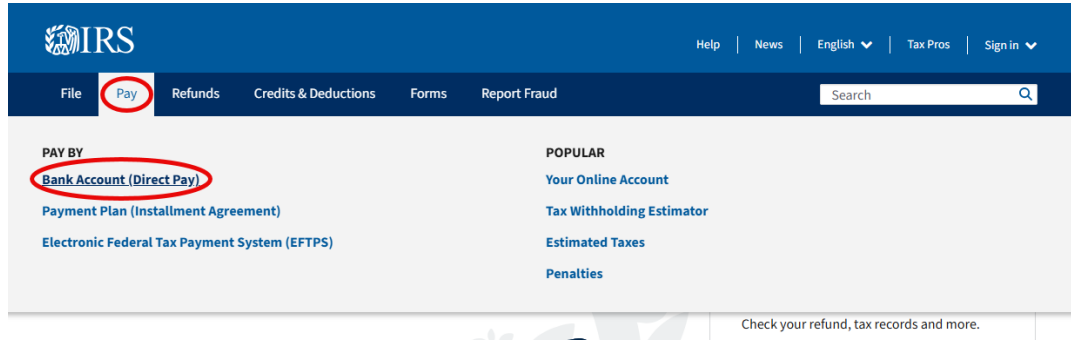 IRS
Help News English Tax Pros Sign in
File Pay Refunds Credits & Deductions Forms Report Fraud Search
PAY BY
Bank Account (Direct Pay)
Payment Plan (Installment Agreement)
Electronic Federal Tax Payment System (EFTPS)
POPULAR
Your Online Account
Tax Withholding Estimator
Estimated Taxes
Penalties
Check your refund, tax records and more.